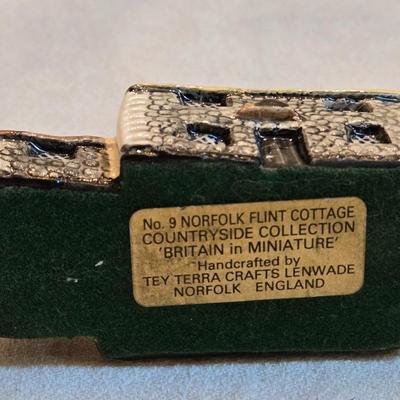 No. 9 NORFOLK FLINT COTTAGE
COUNTRYSIDE COLLECTION
'BRITAIN in MINIATURE'
Handcrafted by
TEY TERRA CRAFTS LENWADE
NORFOLK ENGLAND